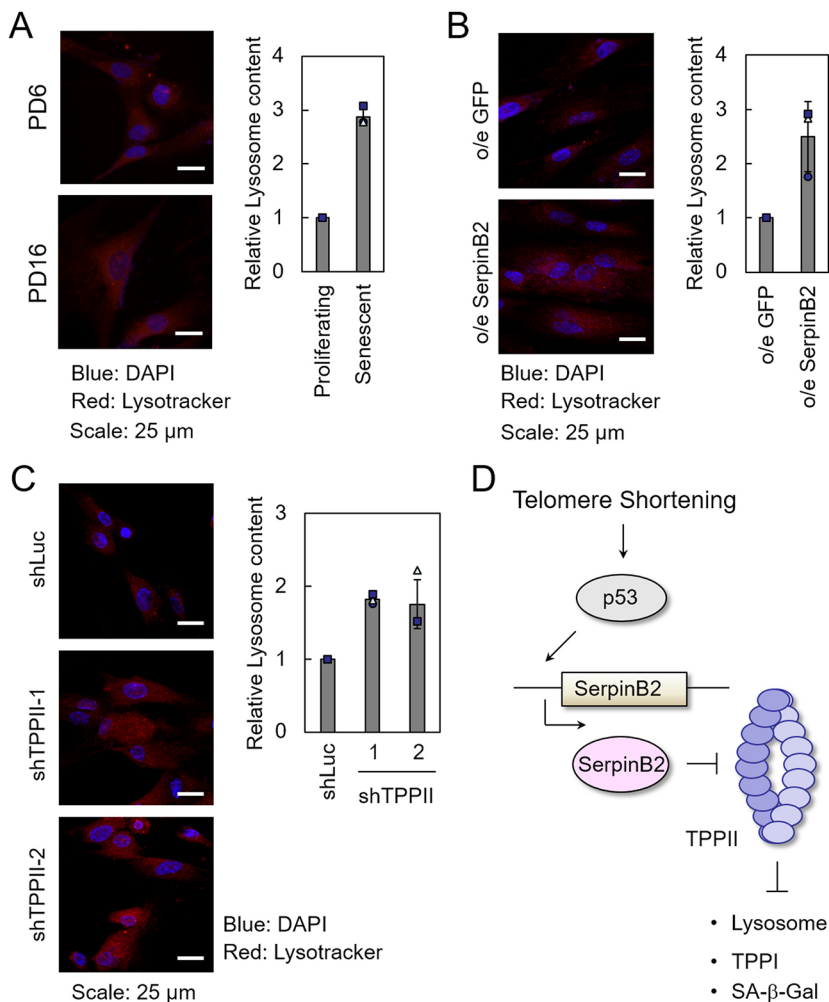 A
PD6
PD16
Relative Lysosome content
4
3
2
1
0
Proliferating
Senescent
Blue: DAPI
Red: Lysotracker
Scale: 25 μm
B
o/e GFP
o/e SerpinB2
Relative Lysosome content
4
3
2
1
0
o/e GFP
o/e SerpinB2
Blue: DAPI
Red: Lysotracker
Scale: 25 μm
C
shLuc
shTPPII-1
shTPPII-2
Relative Lysosome content
3
2
1
0
shLuc
1 2
shTPPII
Blue: DAPI
Red: Lysotracker
Scale: 25 μm
D
Telomere Shortening
p53
SerpinB2
SerpinB2
TPPII
• Lysosome
• TPPI
• SA-β-Gal